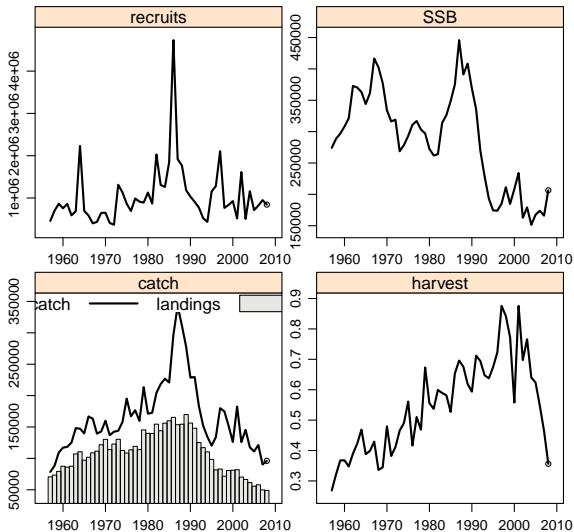 recruits
1e+06 2e+06 3e+06 4e+06
1960 1970 1980 1990 2000 2010
SSB
150000 250000 350000 450000
1960 1970 1980 1990 2000 2010
catch
catch landings
50000 150000 250000 350000
1960 1970 1980 1990 2000 2010
harvest
0.3 0.4 0.5 0.6 0.7 0.8 0.9
1960 1970 1980 1990 2000 2010